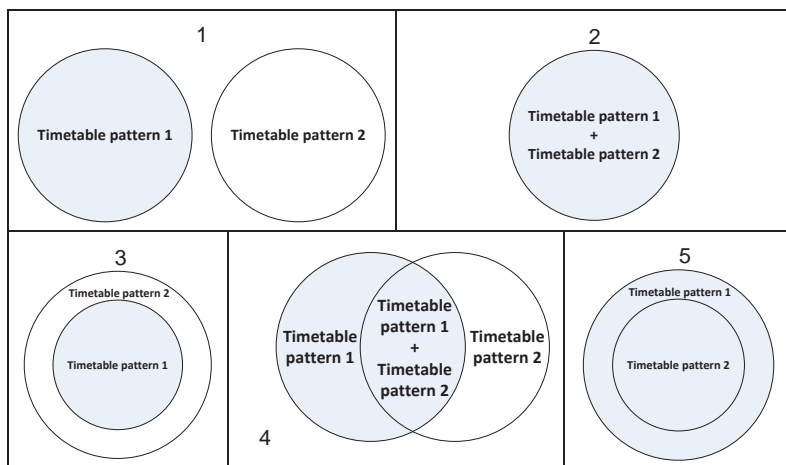 1
Timetable pattern 1
Timetable pattern 2
2
Timetable pattern 1
+
Timetable pattern 2
3
Timetable pattern 2
Timetable pattern 1
4
Timetable
pattern 1
Timetable
pattern 1
+
Timetable
pattern 2
Timetable
pattern 2
5
Timetable pattern 1
Timetable pattern 2